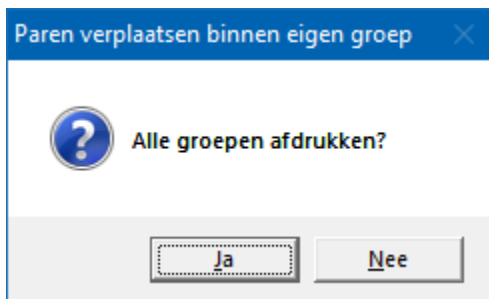 Paren verplaatsen binnen eigen groep
Alle groepen afdrukken?
Ja
Nee